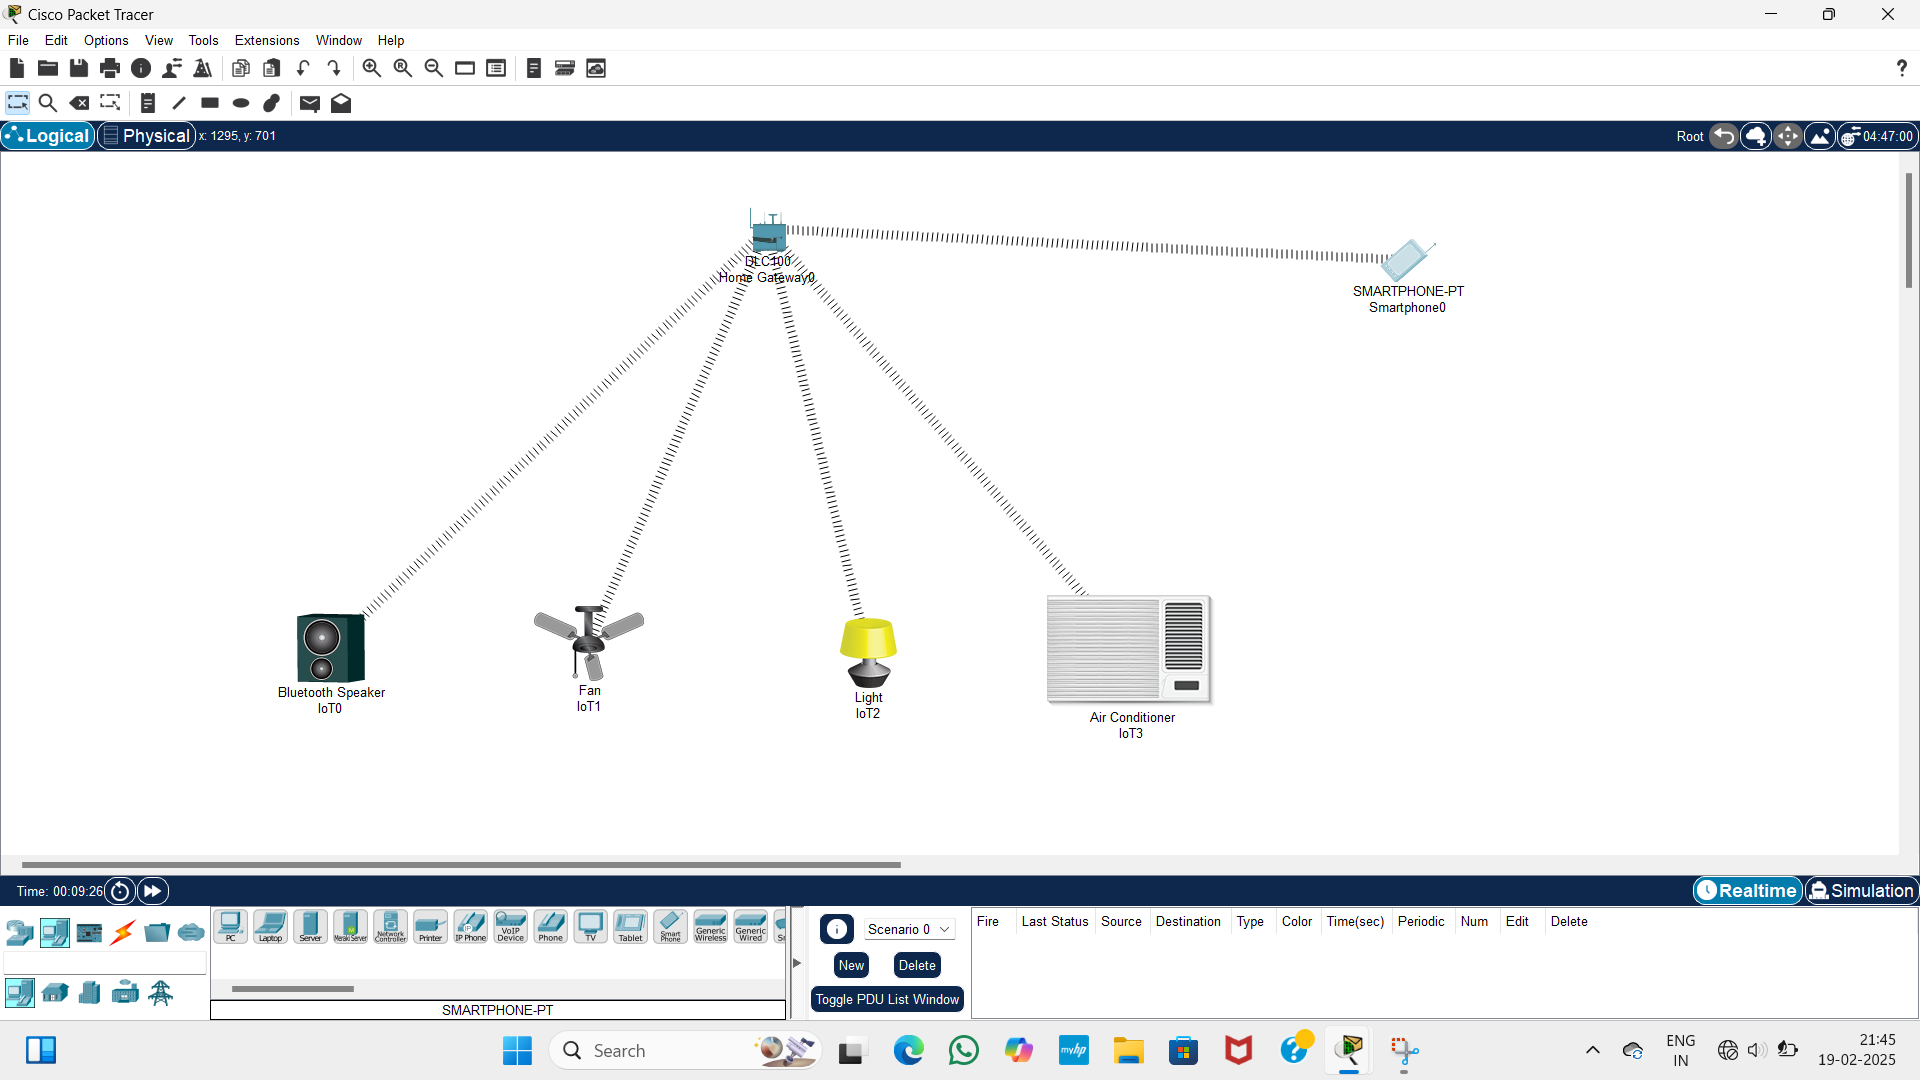 Cisco Packet Tracer
File Edit Options View Tools Extensions Window Help
?
Logical Physical x: 1295, y: 701 Root 04:47:00
DLC100
Home Gateway0
SMARTPHONE-PT
Smartphone0
Bluetooth Speaker
IoT0
Fan
IoT1
Light
IoT2
Air Conditioner
IoT3
Time: 00:09:26 Realtime Simulation
PC Laptop Server Meraki Server Network Controller Printer IP Phone VoIP Device Phone TV Tablet Smart Phone Generic Wireless Generic Wired
SMARTPHONE-PT
Scenario 0
New Delete
Toggle PDU List Window
Fire Last Status Source Destination Type Color Time(sec) Periodic Num Edit Delete
Search
myhp
ENG
IN
21:45
19-02-2025